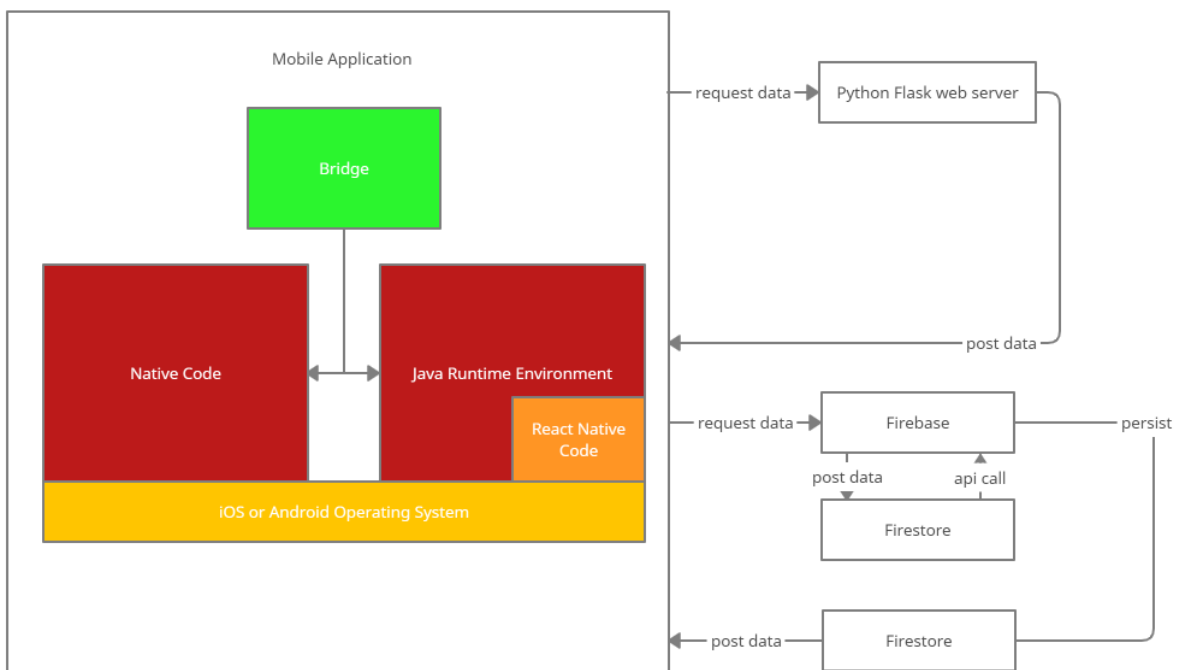 Mobile Application
Bridge
Native Code
Java Runtime Environment
React Native
Code
iOS or Android Operating System
request data
Python Flask web server
post data
request data
Firebase
persist
post data
api call
Firestore
post data
Firestore